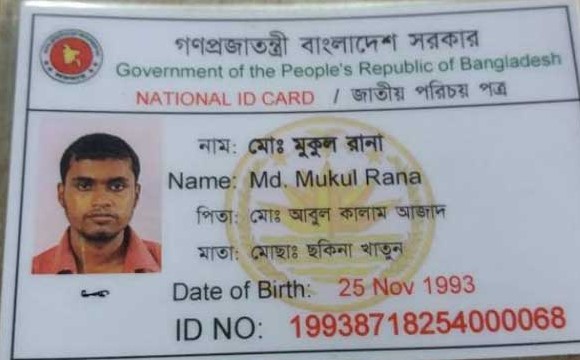 গণপ্রজাতন্ত্রী বাংলাদেশ সরকার
Government of the People's Republic of Bangladesh
NATIONAL ID CARD / জাতীয় পরিচয় পত্র
নাম: মোঃ মুকুল রানা
Name: Md. Mukul Rana
পিতা: মোঃ আবুল কালাম আজাদ
মাতা: মোছাঃ ছকিনা খাতুন
Date of Birth: 25 Nov 1993
ID NO: 19938718254000068